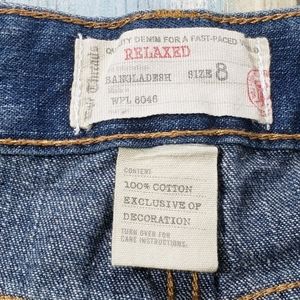 QUALITY DENIM FOR A FAST-PACED WORLD
RELAXED
BANGLADESH SIZE 8
WPL 8046
CONTENT:
100% COTTON
EXCLUSIVE OF
DECORATION
TURN OVER FOR
CARE INSTRUCTIONS.